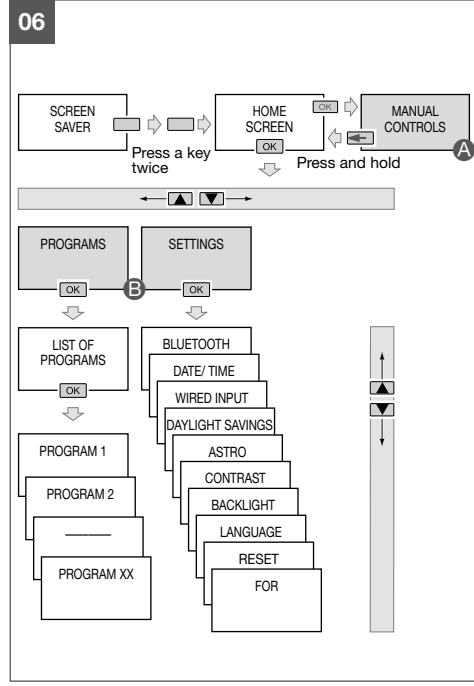 06
SCREEN
SAVER
Press a key
twice
HOME
SCREEN
OK
OK
Press and hold
MANUAL
CONTROLS
A
PROGRAMS
OK
B
SETTINGS
OK
LIST OF
PROGRAMS
OK
PROGRAM 1
PROGRAM 2
PROGRAM XX
BLUETOOTH
DATE/ TIME
WIRED INPUT
DAYLIGHT SAVINGS
ASTRO
CONTRAST
BACKLIGHT
LANGUAGE
RESET
FOR